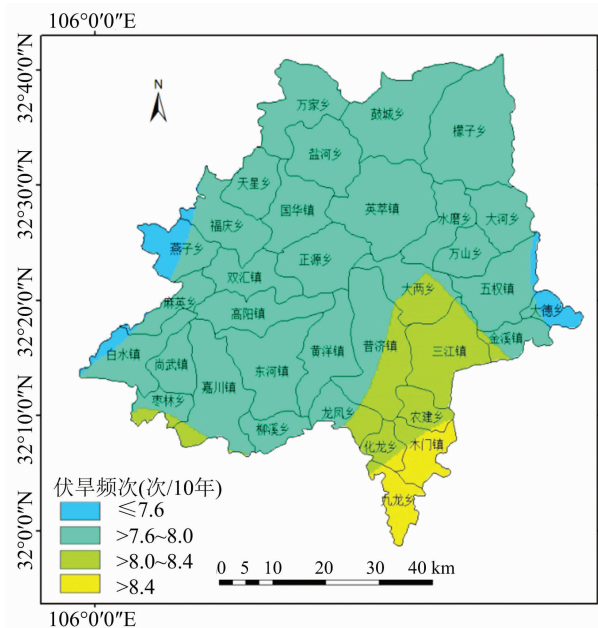 106°0′0″E
32°40′0″N
32°30′0″N
32°20′0″N
32°10′0″N
32°0′0″N
N
万家乡
鼓城乡
檬子乡
盐河乡
天星乡
国华镇
英萃镇
水磨乡
大河乡
福庆乡
燕子乡
正源乡
万山乡
双汇镇
大两乡
五权镇
麻英乡
高阳镇
大德乡
白水镇
尚武镇
黄洋镇
普济镇
三江镇
金溪镇
嘉川镇
东河镇
枣林乡
龙凤乡
农建乡
柳溪乡
化龙乡
木门镇
九龙乡
伏旱频次(次/10年)
≤7.6
>7.6~8.0
>8.0~8.4
>8.4
0 5 10 20 30 40 km
106°0′0″E